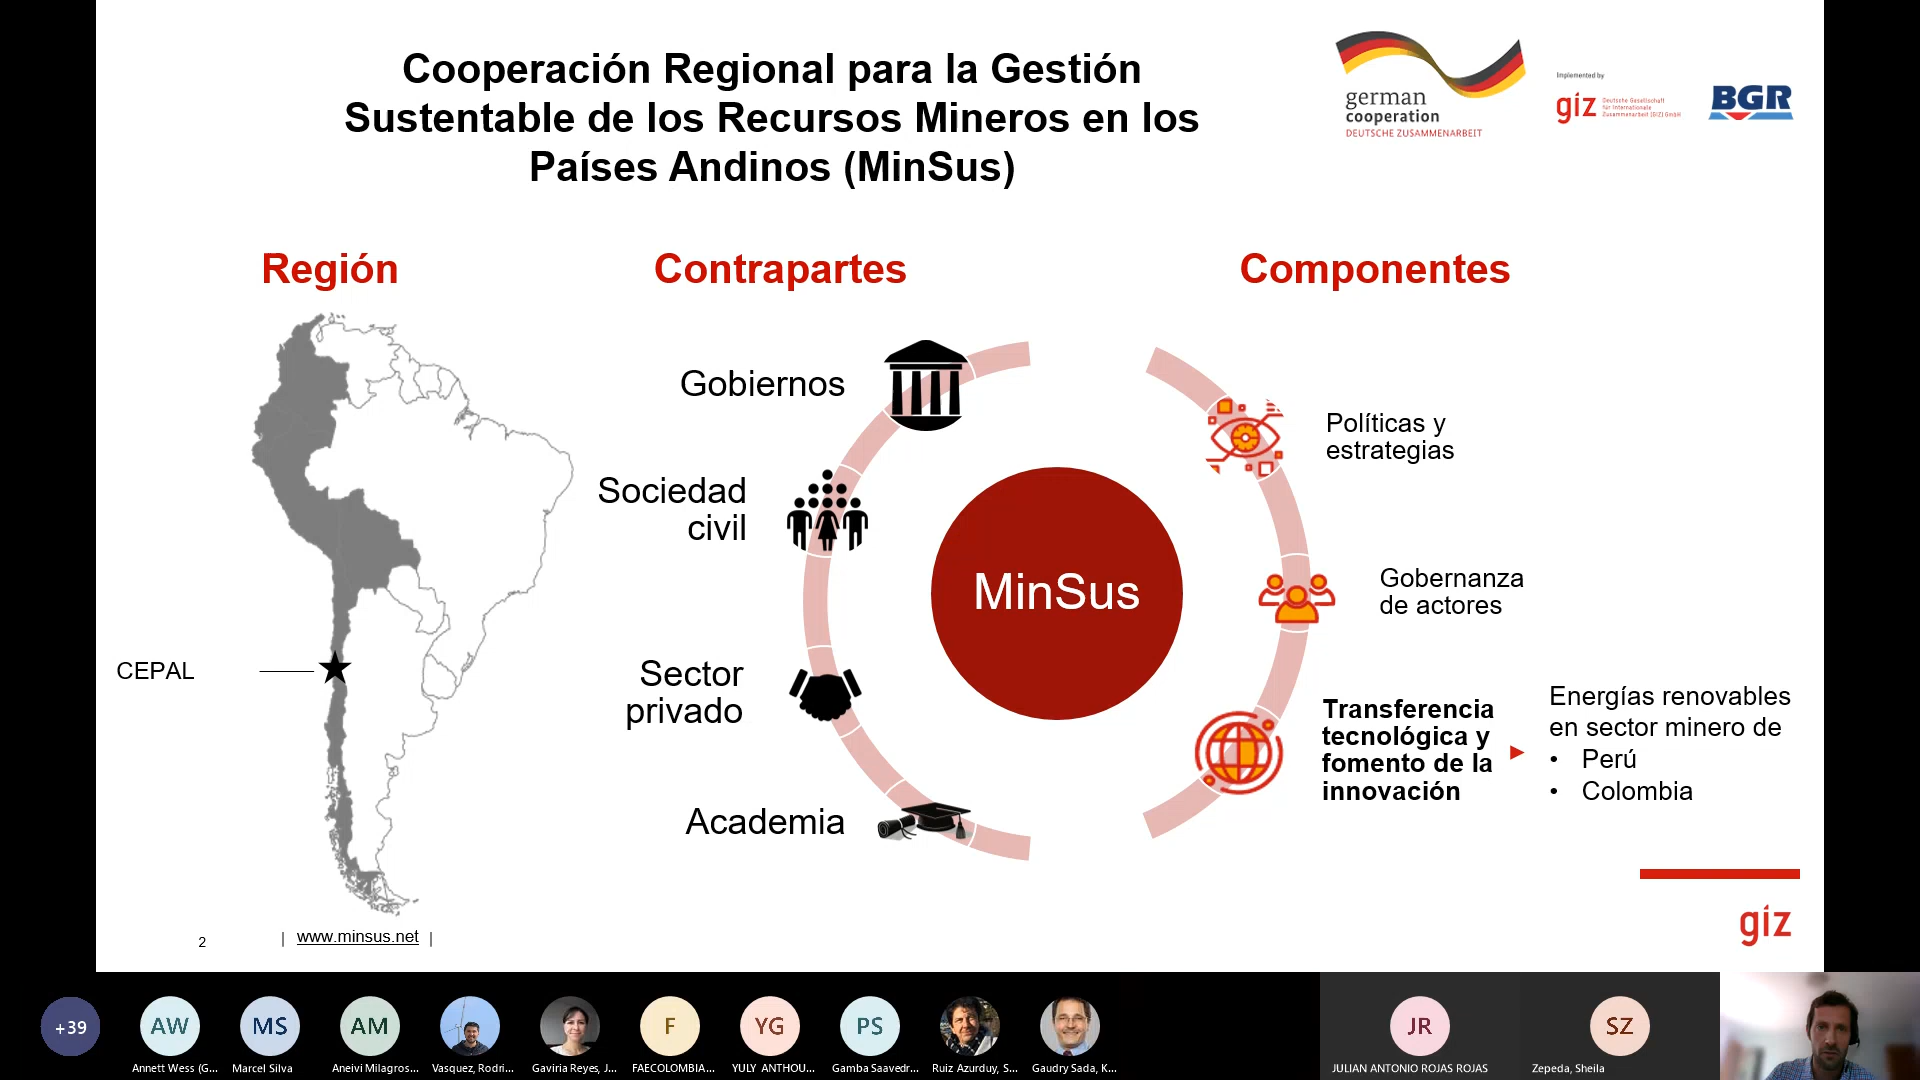 Cooperación Regional para la Gestión
Sustentable de los Recursos Mineros en los
Países Andinos (MinSus)
german
cooperation
DEUTSCHE ZUSAMMENARBEIT
Implemented by
giz
Deutsche Gesellschaft
für Internationale
Zusammenarbeit (GIZ) GmbH
BGR
Región
Contrapartes
Componentes
CEPAL
Gobiernos
Sociedad
civil
Sector
privado
Academia
MinSus
Políticas y
estrategias
Gobernanza
de actores
Transferencia
tecnológica y
fomento de la
innovación
Energías renovables
en sector minero de
• Perú
• Colombia
2
| www.minsus.net |
giz
+39
AW
MS
AM
F
YG
PS
JR
SZ
Annett Wess (G...
Marcel Silva
Aneivi Milagros...
Vasquez, Rodri...
Gaviria Reyes, J...
FAECOLOMBIA...
YULY ANTHOU...
Gamba Saavedr...
Ruiz Azurduy, S...
Gaudry Sada, K...
JULIAN ANTONIO ROJAS ROJAS
Zepeda, Sheila